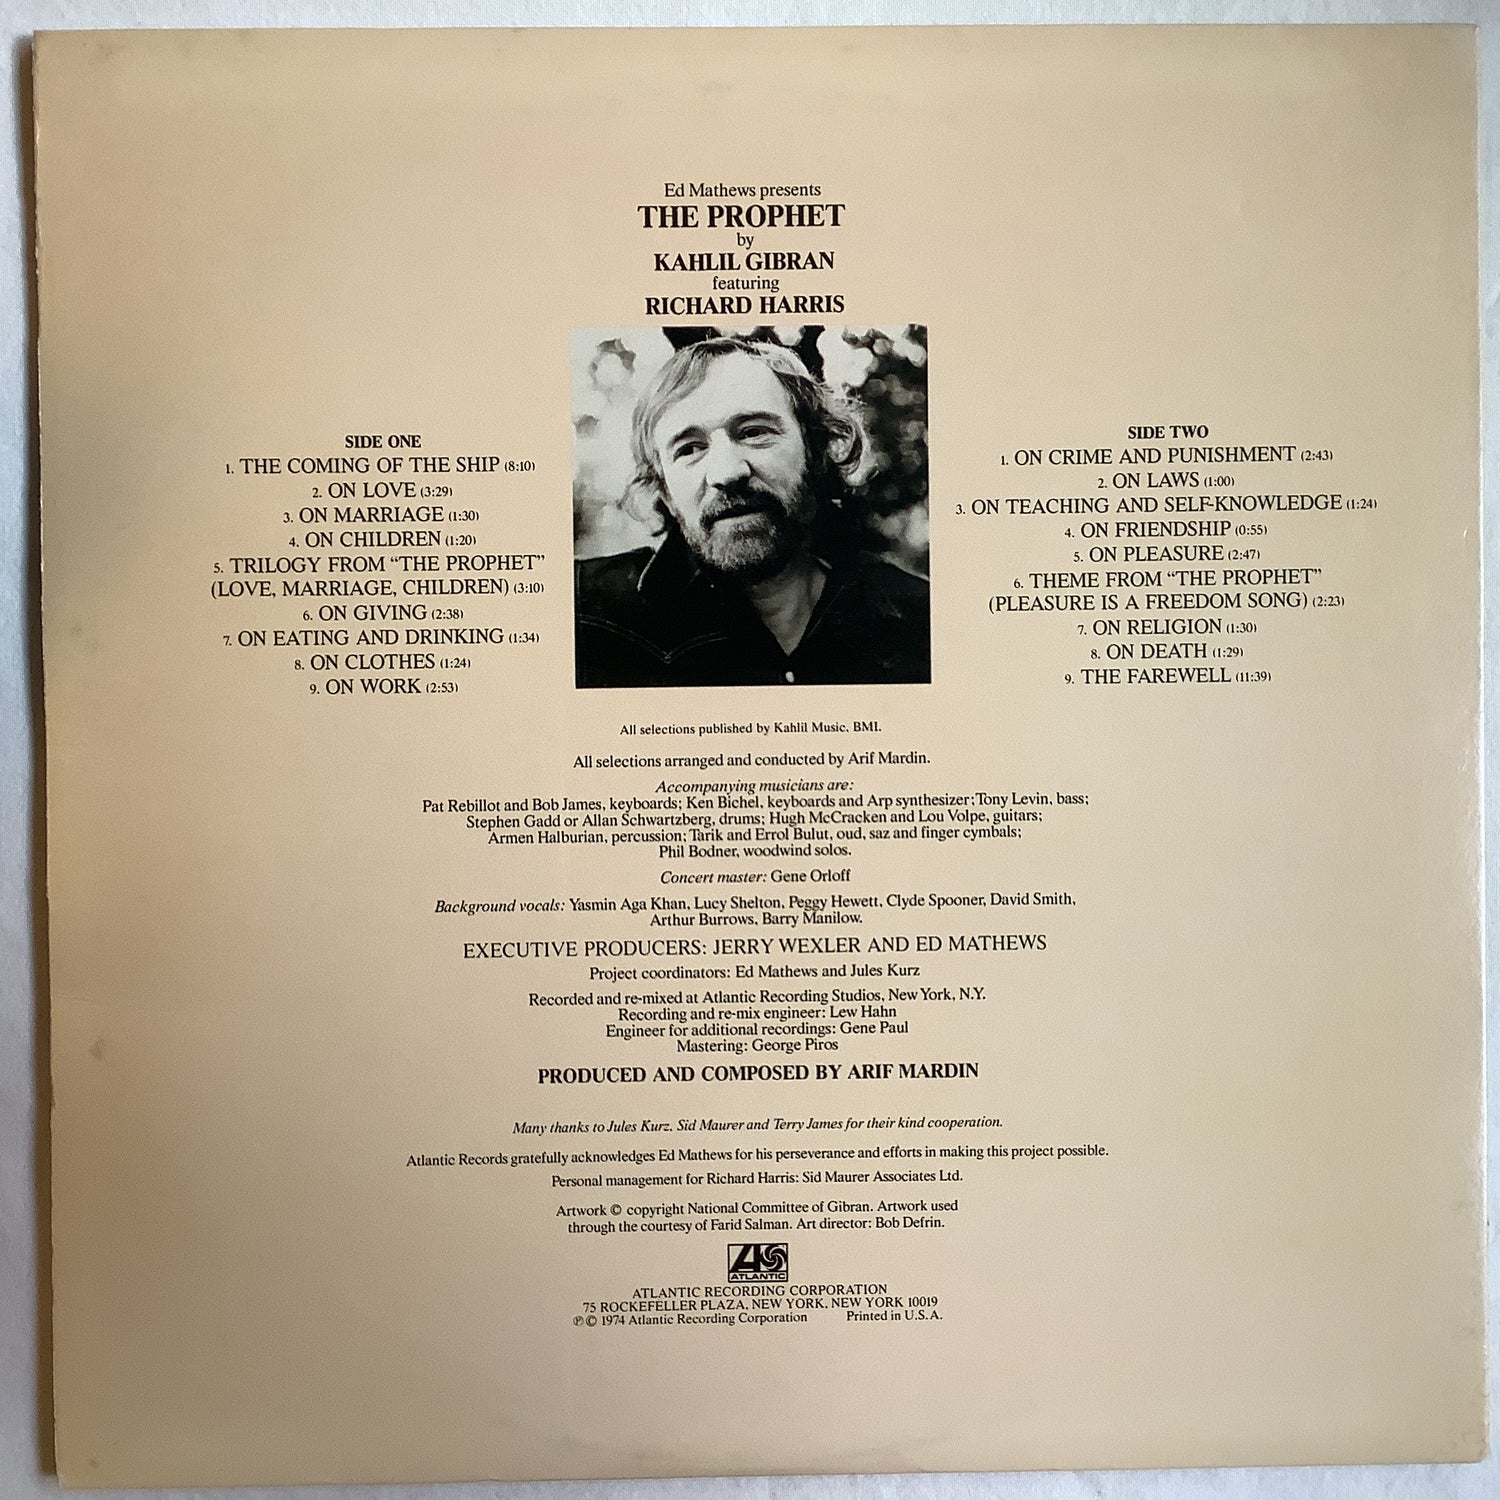 Ed Mathews presents
THE PROPHET
by
KAHLIL GIBRAN
featuring
RICHARD HARRIS
SIDE ONE
1. THE COMING OF THE SHIP (8:10)
2. ON LOVE (3:29)
3. ON MARRIAGE (1:30)
4. ON CHILDREN (1:20)
5. TRILOGY FROM “THE PROPHET”
(LOVE, MARRIAGE, CHILDREN) (3:10)
6. ON GIVING (2:38)
7. ON EATING AND DRINKING (1:34)
8. ON CLOTHES (1:24)
9. ON WORK (2:53)
SIDE TWO
1. ON CRIME AND PUNISHMENT (2:43)
2. ON LAWS (1:00)
3. ON TEACHING AND SELF-KNOWLEDGE (1:24)
4. ON FRIENDSHIP (0:55)
5. ON PLEASURE (2:47)
6. THEME FROM “THE PROPHET”
(PLEASURE IS A FREEDOM SONG) (2:23)
7. ON RELIGION (1:30)
8. ON DEATH (1:29)
9. THE FAREWELL (11:39)
All selections published by Kahlil Music. BMI.
All selections arranged and conducted by Arif Mardin.
Accompanying musicians are:
Pat Rebillot and Bob James, keyboards; Ken Bichel, keyboards and Arp synthesizer; Tony Levin, bass;
Stephen Gadd or Allan Schwartzberg, drums; Hugh McCracken and Lou Volpe, guitars;
Armen Halburian, percussion; Tarik and Errol Bulut, oud, saz and finger cymbals;
Phil Bodner, woodwind solos.
Concert master: Gene Orloff
Background vocals: Yasmin Aga Khan, Lucy Shelton, Peggy Hewett, Clyde Spooner, David Smith,
Arthur Burrows, Barry Manilow.
EXECUTIVE PRODUCERS: JERRY WEXLER AND ED MATHEWS
Project coordinators: Ed Mathews and Jules Kurz
Recorded and re-mixed at Atlantic Recording Studios, New York, N.Y.
Recording and re-mix engineer: Lew Hahn
Engineer for additional recordings: Gene Paul
Mastering: George Piros
PRODUCED AND COMPOSED BY ARIF MARDIN
Many thanks to Jules Kurz, Sid Maurer and Terry James for their kind cooperation.
Atlantic Records gratefully acknowledges Ed Mathews for his perseverance and efforts in making this project possible.
Personal management for Richard Harris: Sid Maurer Associates Ltd.
Artwork © copyright National Committee of Gibran. Artwork used
through the courtesy of Farid Salman. Art director: Bob Defrin.
ATLANTIC
ATLANTIC RECORDING CORPORATION
75 ROCKEFELLER PLAZA, NEW YORK, NEW YORK 10019
℗ © 1974 Atlantic Recording Corporation Printed in U.S.A.